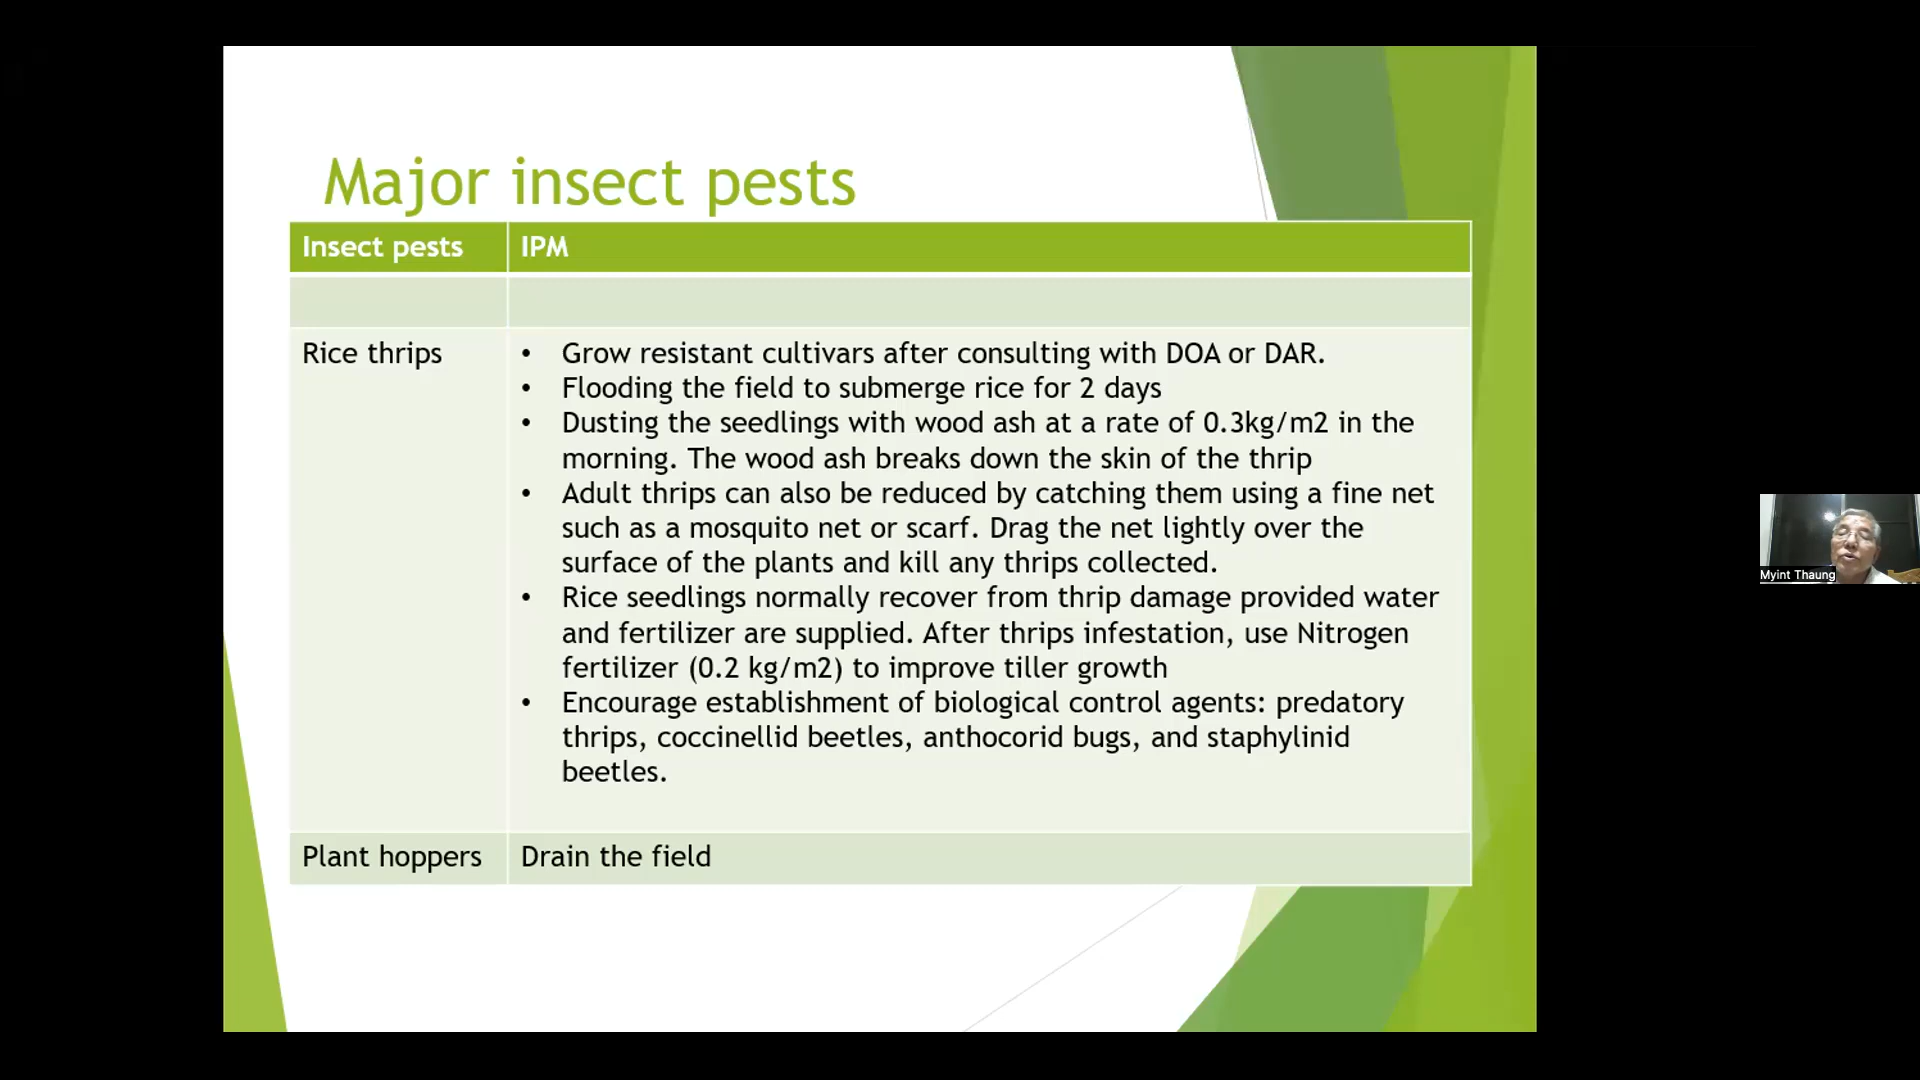 Major insect pests
Insect pests
IPM
Rice thrips
• Grow resistant cultivars after consulting with DOA or DAR.
• Flooding the field to submerge rice for 2 days
• Dusting the seedlings with wood ash at a rate of 0.3kg/m2 in the
morning. The wood ash breaks down the skin of the thrip
• Adult thrips can also be reduced by catching them using a fine net
such as a mosquito net or scarf. Drag the net lightly over the
surface of the plants and kill any thrips collected.
• Rice seedlings normally recover from thrip damage provided water
and fertilizer are supplied. After thrips infestation, use Nitrogen
fertilizer (0.2 kg/m2) to improve tiller growth
• Encourage establishment of biological control agents: predatory
thrips, coccinellid beetles, anthocorid bugs, and staphylinid
beetles.
Plant hoppers
Drain the field
Myint Thaung